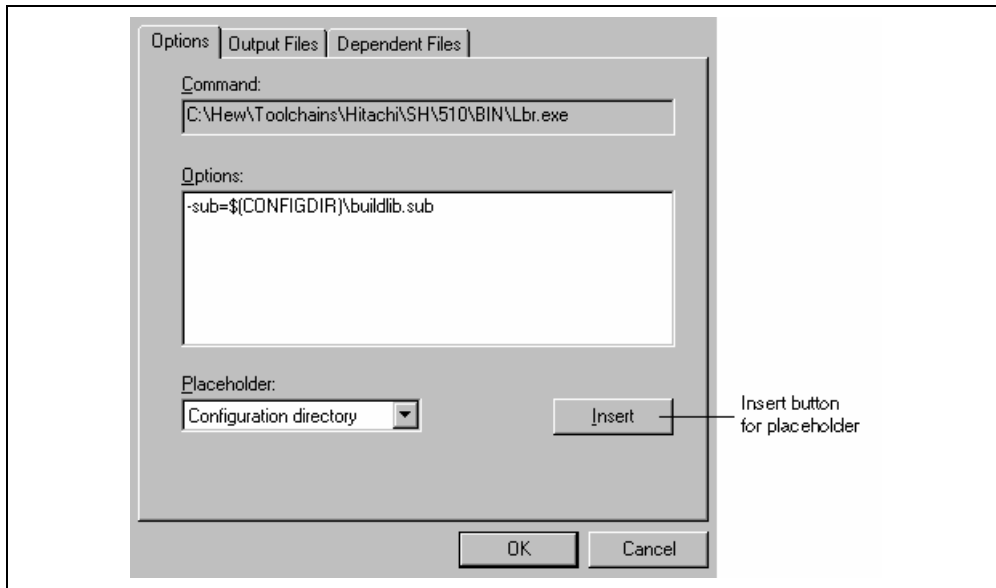 Options Output Files Dependent Files
Command:
C:\Hew\Toolchains\Hitachi\SH\510\BIN\Lbr.exe
Options:
-sub=$(CONFIGDIR)\buildlib.sub
Placeholder:
Configuration directory
Insert
Insert button
for placeholder
OK Cancel